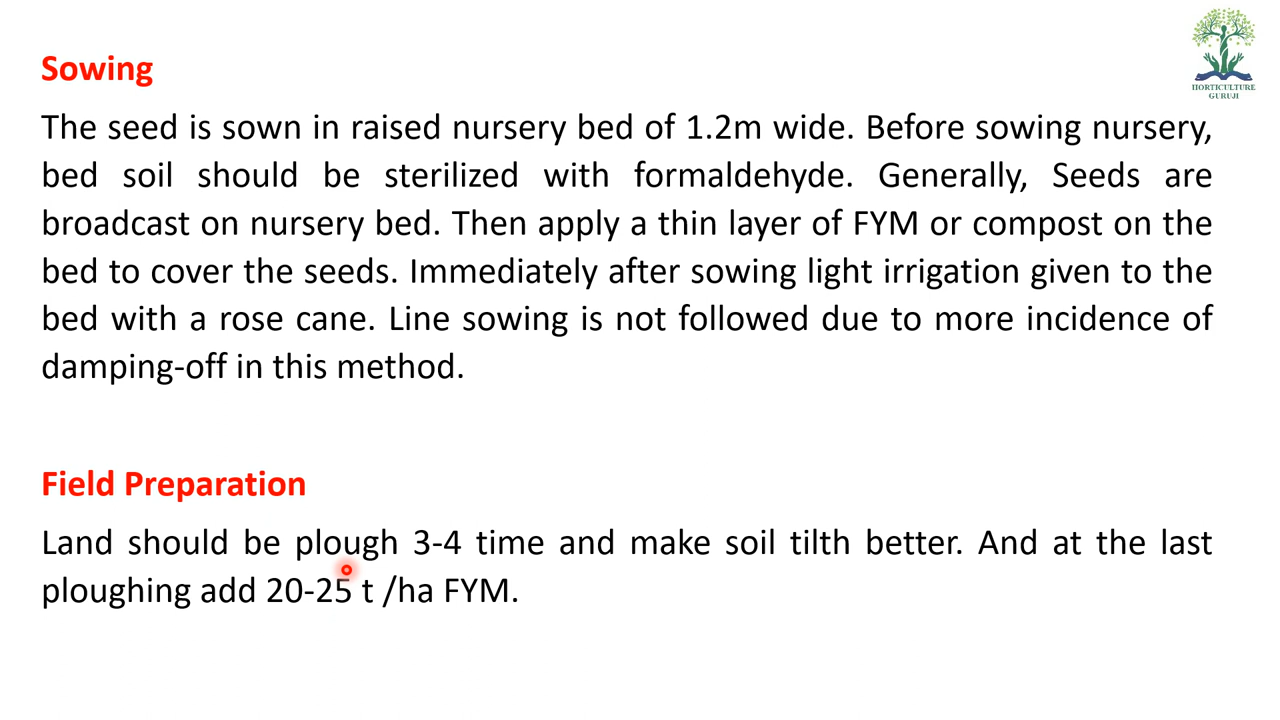 HORTICULTURE
GURUJI
Sowing
The seed is sown in raised nursery bed of 1.2m wide. Before sowing nursery,
bed soil should be sterilized with formaldehyde. Generally, Seeds are
broadcast on nursery bed. Then apply a thin layer of FYM or compost on the
bed to cover the seeds. Immediately after sowing light irrigation given to the
bed with a rose cane. Line sowing is not followed due to more incidence of
damping-off in this method.
Field Preparation
Land should be plough 3-4 time and make soil tilth better. And at the last
ploughing add 20-25 t /ha FYM.